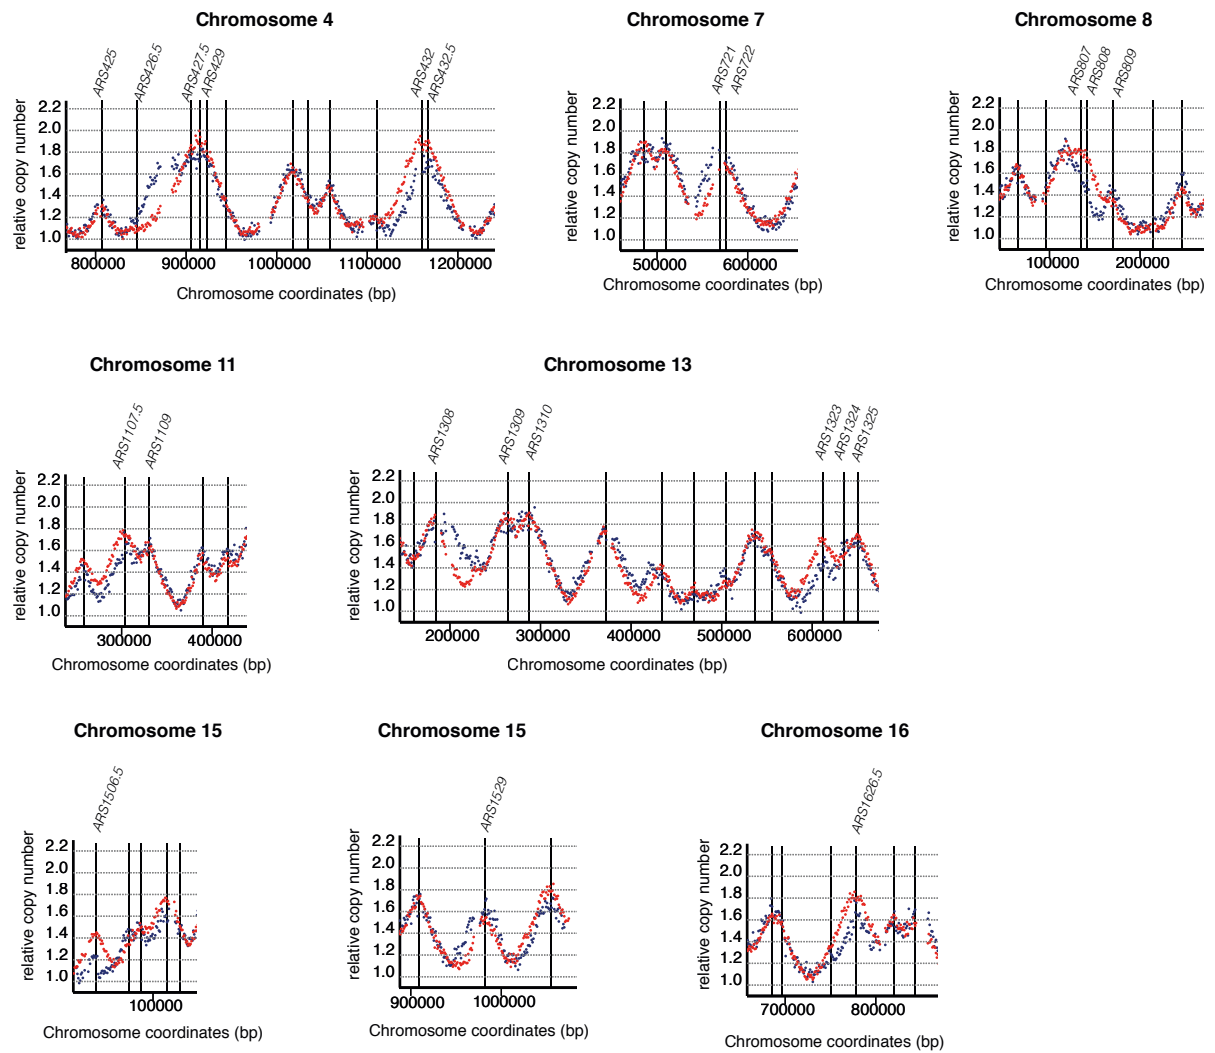 Chromosome 4
ARS425
ARS426.5
ARS427.5
ARS429
ARS432
ARS432.5
relative copy number
2.2
2.0
1.8
1.6
1.4
1.2
1.0
800000 900000 1000000 1100000 1200000
Chromosome coordinates (bp)
Chromosome 7
ARS721
ARS722
relative copy number
2.2
2.0
1.8
1.6
1.4
1.2
1.0
500000 600000
Chromosome coordinates (bp)
Chromosome 8
ARS807
ARS808
ARS809
relative copy number
2.2
2.0
1.8
1.6
1.4
1.2
1.0
100000 200000
Chromosome coordinates (bp)
Chromosome 11
ARS1107.5
ARS1109
relative copy number
2.2
2.0
1.8
1.6
1.4
1.2
1.0
300000 400000
Chromosome coordinates (bp)
Chromosome 13
ARS1308
ARS1309
ARS1310
ARS1323
ARS1324
ARS1325
relative copy number
2.2
2.0
1.8
1.6
1.4
1.2
1.0
200000 300000 400000 500000 600000
Chromosome coordinates (bp)
Chromosome 15
ARS1506.5
relative copy number
2.2
2.0
1.8
1.6
1.4
1.2
1.0
100000
Chromosome coordinates (bp)
Chromosome 15
ARS1529
relative copy number
2.2
2.0
1.8
1.6
1.4
1.2
1.0
900000 1000000
Chromosome coordinates (bp)
Chromosome 16
ARS1626.5
relative copy number
2.2
2.0
1.8
1.6
1.4
1.2
1.0
700000 800000
Chromosome coordinates (bp)